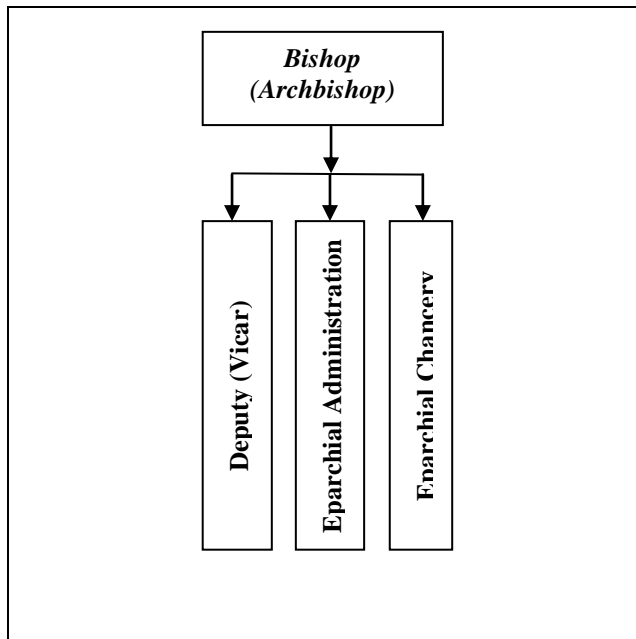 Bishop
(Archbishop)
Deputy (Vicar)
Eparchial Administration
Eparchial Chancery